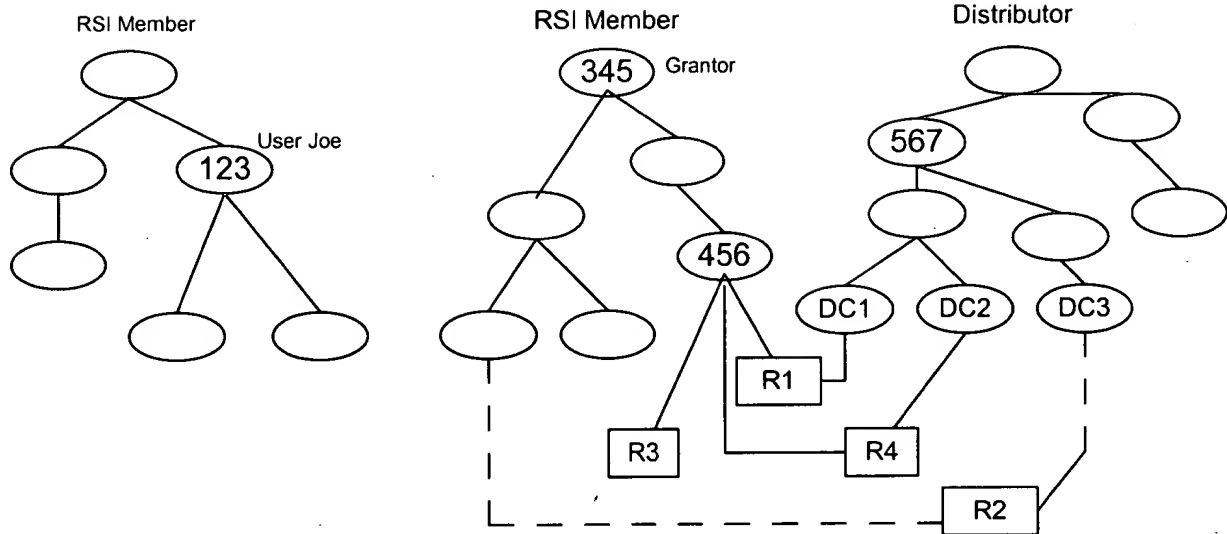 RSI Member
RSI Member
Distributor
345
Grantor
User Joe
123
567
456
DC1
DC2
DC3
R1
R3
R4
R2